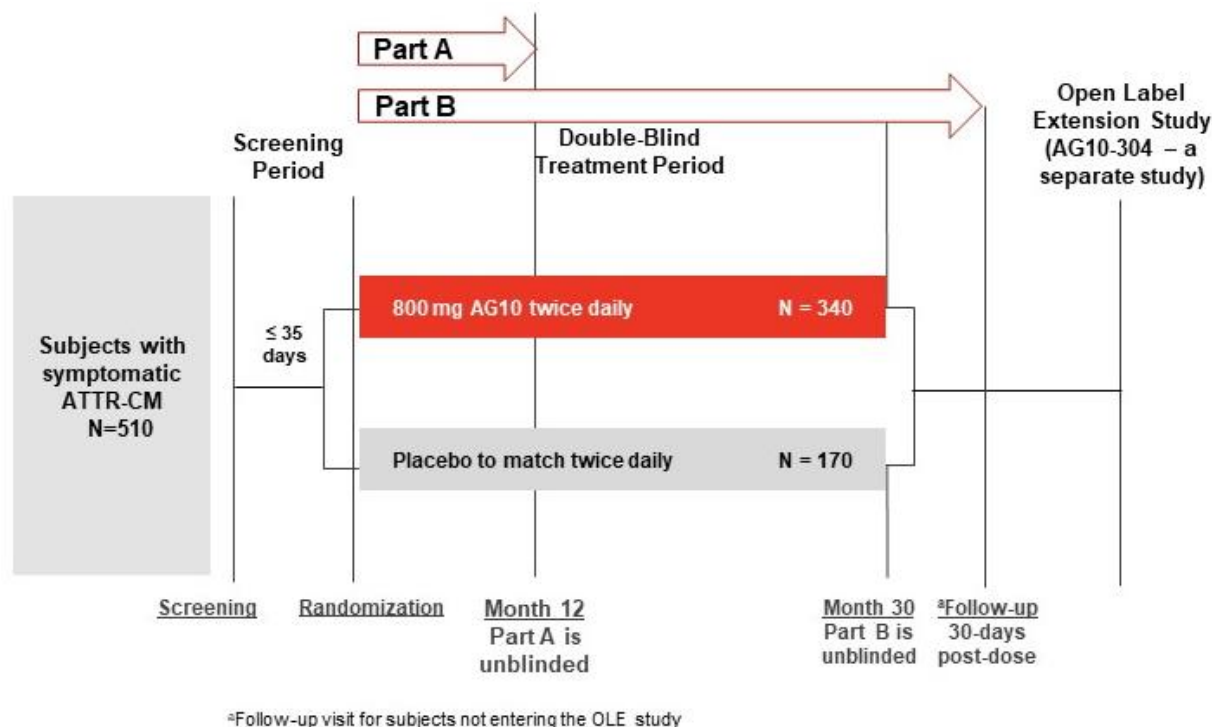 Part A
Part B
Screening
Period
Double-Blind
Treatment Period
Open Label
Extension Study
(AG10-304 – a
separate study)
Subjects with
symptomatic
ATTR-CM
N=510
≤ 35
days
800 mg AG10 twice daily N = 340
Placebo to match twice daily N = 170
Screening
Randomization
Month 12
Part A is
unblinded
Month 30
Part B is
unblinded
ᵃFollow-up
30-days
post-dose
ᵃFollow-up visit for subjects not entering the OLE study